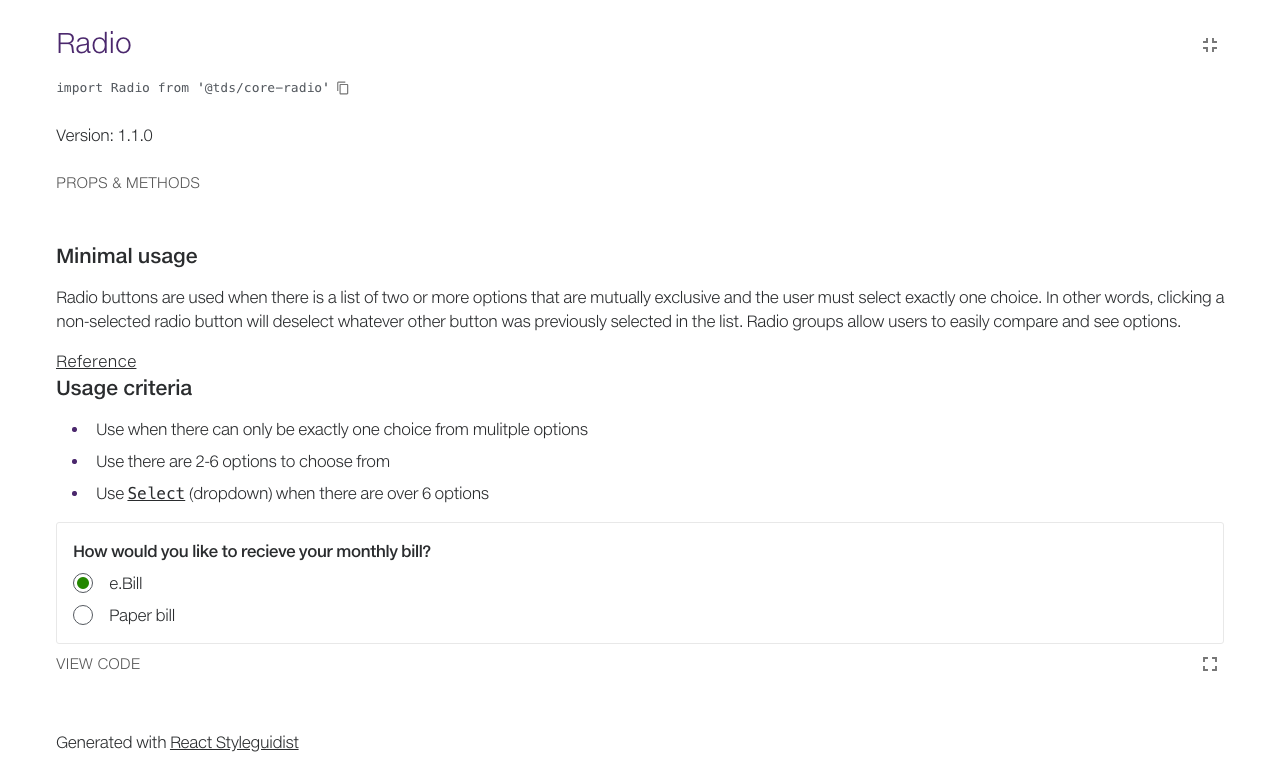 Radio
import Radio from '@tds/core-radio'
Version: 1.1.0
PROPS & METHODS
Minimal usage
Radio buttons are used when there is a list of two or more options that are mutually exclusive and the user must select exactly one choice. In other words, clicking a
non-selected radio button will deselect whatever other button was previously selected in the list. Radio groups allow users to easily compare and see options.
Reference
Usage criteria
Use when there can only be exactly one choice from mulitple options
Use there are 2-6 options to choose from
Use Select (dropdown) when there are over 6 options
How would you like to recieve your monthly bill?
e.Bill
Paper bill
VIEW CODE
Generated with React Styleguidist